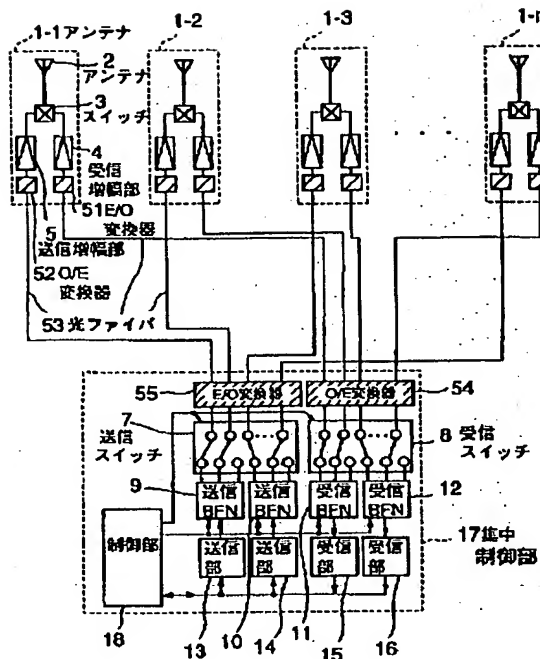 1-1アンテナ
1-2
1-3
2
アンテナ
3
スイッチ
4
受信
増幅部
51E/O
変換器
5
送信増幅部
52O/E
変換器
53光ファイバ
55
E/O変換器
O/E変換器
54
7
送信
スイッチ
8 受信
スイッチ
9
送信
BFN
送信
BFN
受信
BFN
受信
BFN
12
制御部
送信
部
送信
部
受信
部
受信
部
17集中
制御部
18
13
10
14
11
15
16